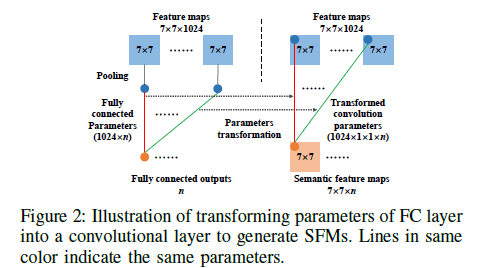 Feature maps
7×7×1024
Feature maps
7×7×1024
7×7 ...... 7×7
7×7 ...... 7×7
Pooling
......
Fully
connected
Parameters
(1024×n)
......
Parameters
transformation
Transformed
convolution
parameters
(1024×1×1×n)
......
7×7 ......
Fully connected outputs
n
Semantic feature maps
7×7×n
Figure 2: Illustration of transforming parameters of FC layer
into a convolutional layer to generate SFMs. Lines in same
color indicate the same parameters.